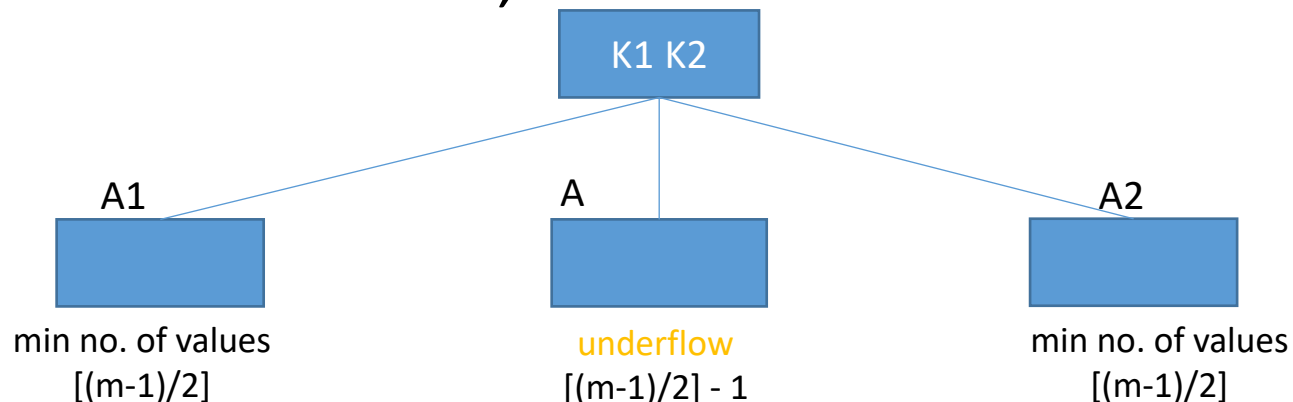 K1 K2
A1
A
A2
min no. of values
[(m-1)/2]
underflow
[(m-1)/2] - 1
min no. of values
[(m-1)/2]